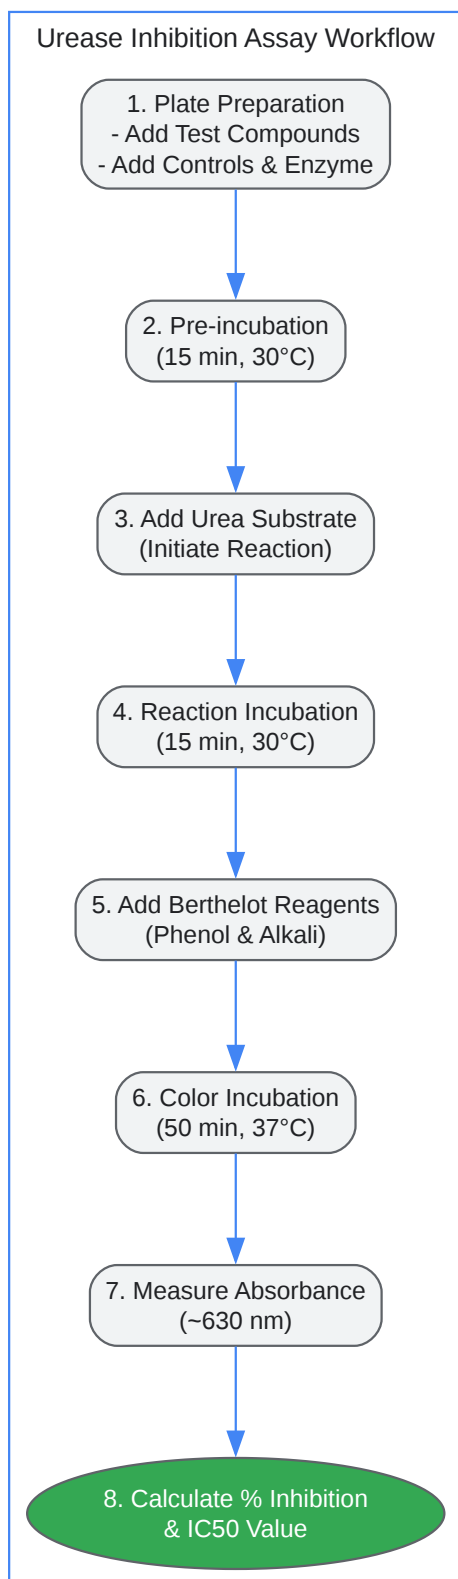 Urease Inhibition Assay Workflow
1. Plate Preparation
- Add Test Compounds
- Add Controls & Enzyme
2. Pre-incubation
(15 min, 30°C)
3. Add Urea Substrate
(Initiate Reaction)
4. Reaction Incubation
(15 min, 30°C)
5. Add Berthelot Reagents
(Phenol & Alkali)
6. Color Incubation
(50 min, 37°C)
7. Measure Absorbance
(~630 nm)
8. Calculate % Inhibition
& IC50 Value